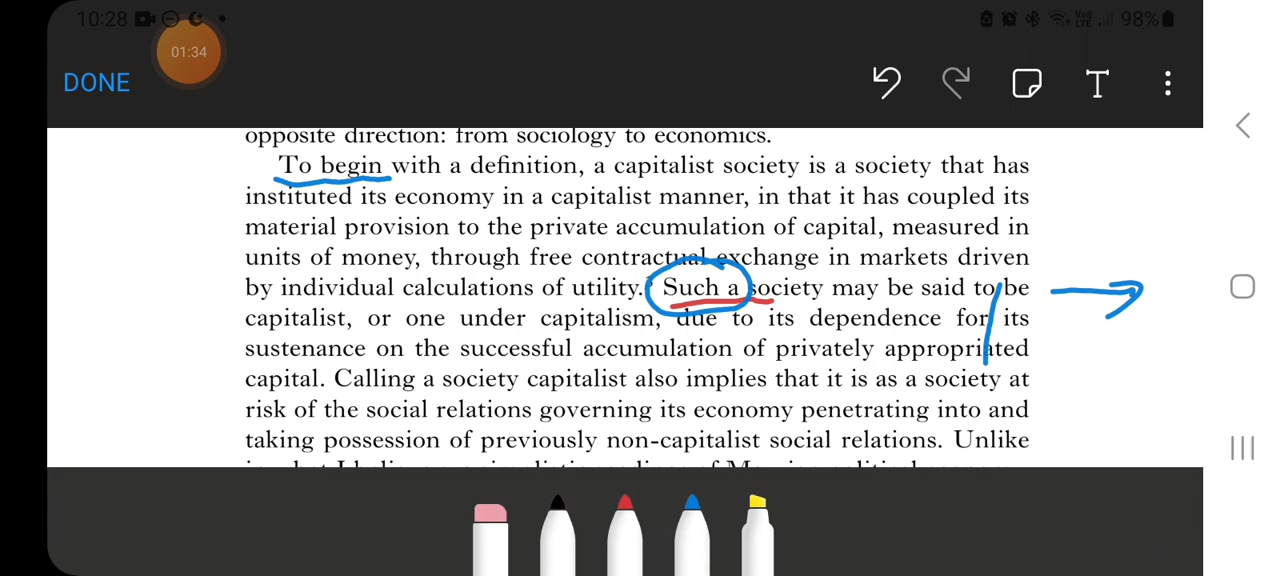 10:28
Vo))
LTE
98%
01:34
DONE
T
opposite direction: from sociology to economics.
To begin with a definition, a capitalist society is a society that has
instituted its economy in a capitalist manner, in that it has coupled its
material provision to the private accumulation of capital, measured in
units of money, through free contractual exchange in markets driven
by individual calculations of utility. Such a society may be said to be
capitalist, or one under capitalism, due to its dependence for its
sustenance on the successful accumulation of privately appropriated
capital. Calling a society capitalist also implies that it is as a society at
risk of the social relations governing its economy penetrating into and
taking possession of previously non-capitalist social relations. Unlike